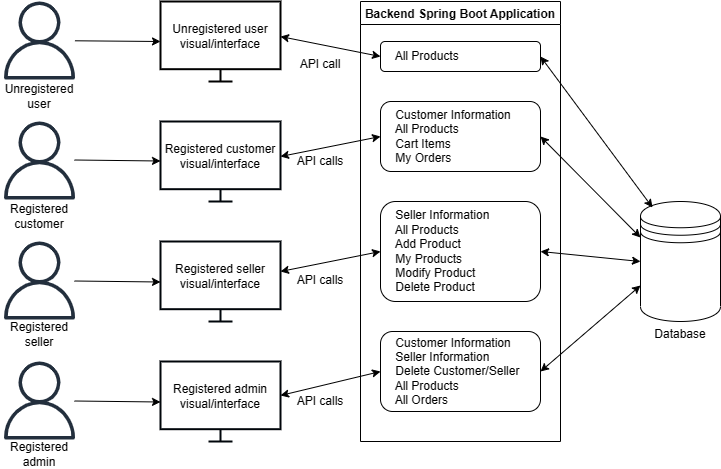 Backend Spring Boot Application
Unregistered user
visual/interface
API call
All Products
Unregistered
user
Registered customer
visual/interface
API calls
Customer Information
All Products
Cart Items
My Orders
Registered
customer
Registered seller
visual/interface
API calls
Seller Information
All Products
Add Product
My Products
Modify Product
Delete Product
Registered
seller
Database
Registered admin
visual/interface
API calls
Customer Information
Seller Information
Delete Customer/Seller
All Products
All Orders
Registered
admin